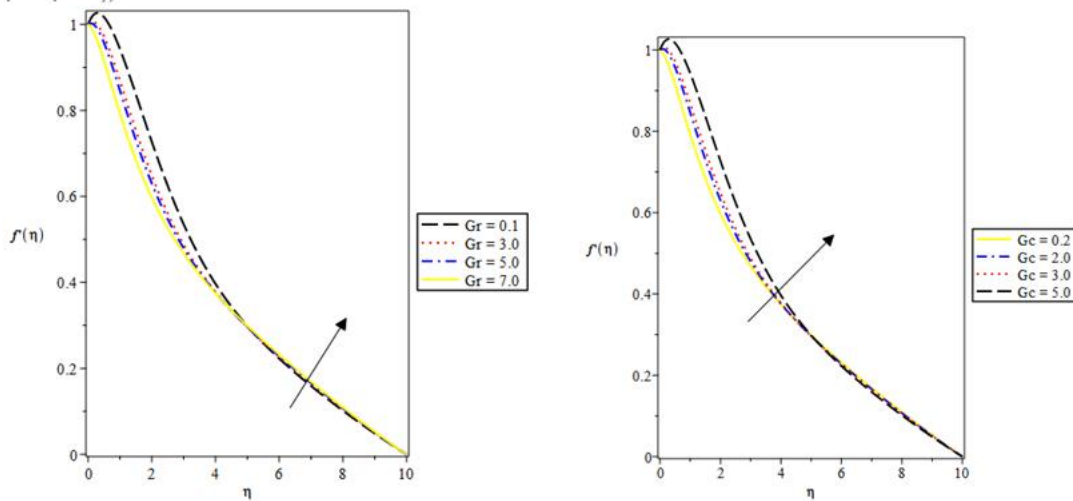 1
0.8
0.6
f'(η)
0.4
0.2
0
0
2
4
6
8
10
η
Gr = 0.1
Gr = 3.0
Gr = 5.0
Gr = 7.0
1
0.8
0.6
f'(η)
0.4
0.2
0
0
2
4
6
8
10
η
Gc = 0.2
Gc = 2.0
Gc = 3.0
Gc = 5.0